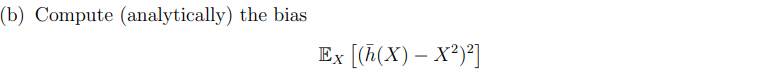 (b) Compute (analytically) the bias
𝔼_X [(h̄(X) − X²)²]